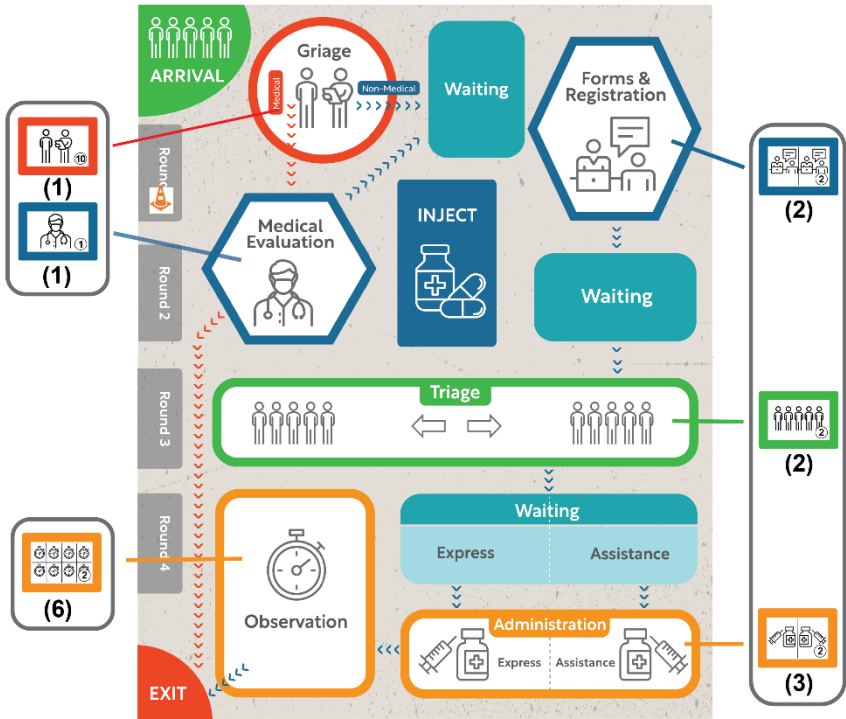 ARRIVAL
Griage
Medical
Non-Medical
Waiting
Forms &
Registration
10
(1)
1
(1)
2
(2)
Round
Medical
Evaluation
INJECT
Round 2
Waiting
Triage
Round 3
2
(2)
Waiting
Express
Assistance
Round 4
2
(6)
Observation
Administration
Express
Assistance
2
(3)
EXIT